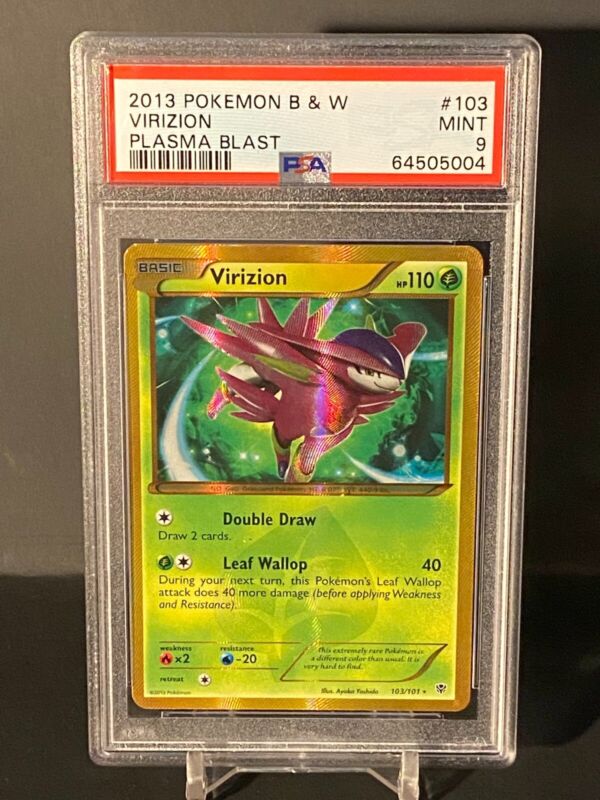 2013 POKEMON B & W #103
VIRIZION MINT
PLASMA BLAST 9
PSA 64505004
BASIC Virizion HP110
Double Draw
Draw 2 cards.
Leaf Wallop 40
During your next turn, this Pokémon's Leaf Wallop
attack does 40 more damage (before applying Weakness
and Resistance).
weakness resistance
×2 -20
retreat
This extremely rare Pokémon is
a different color than usual. It is
very hard to find.
©2013 Pokémon Illus. Ayaka Yoshida 103/101